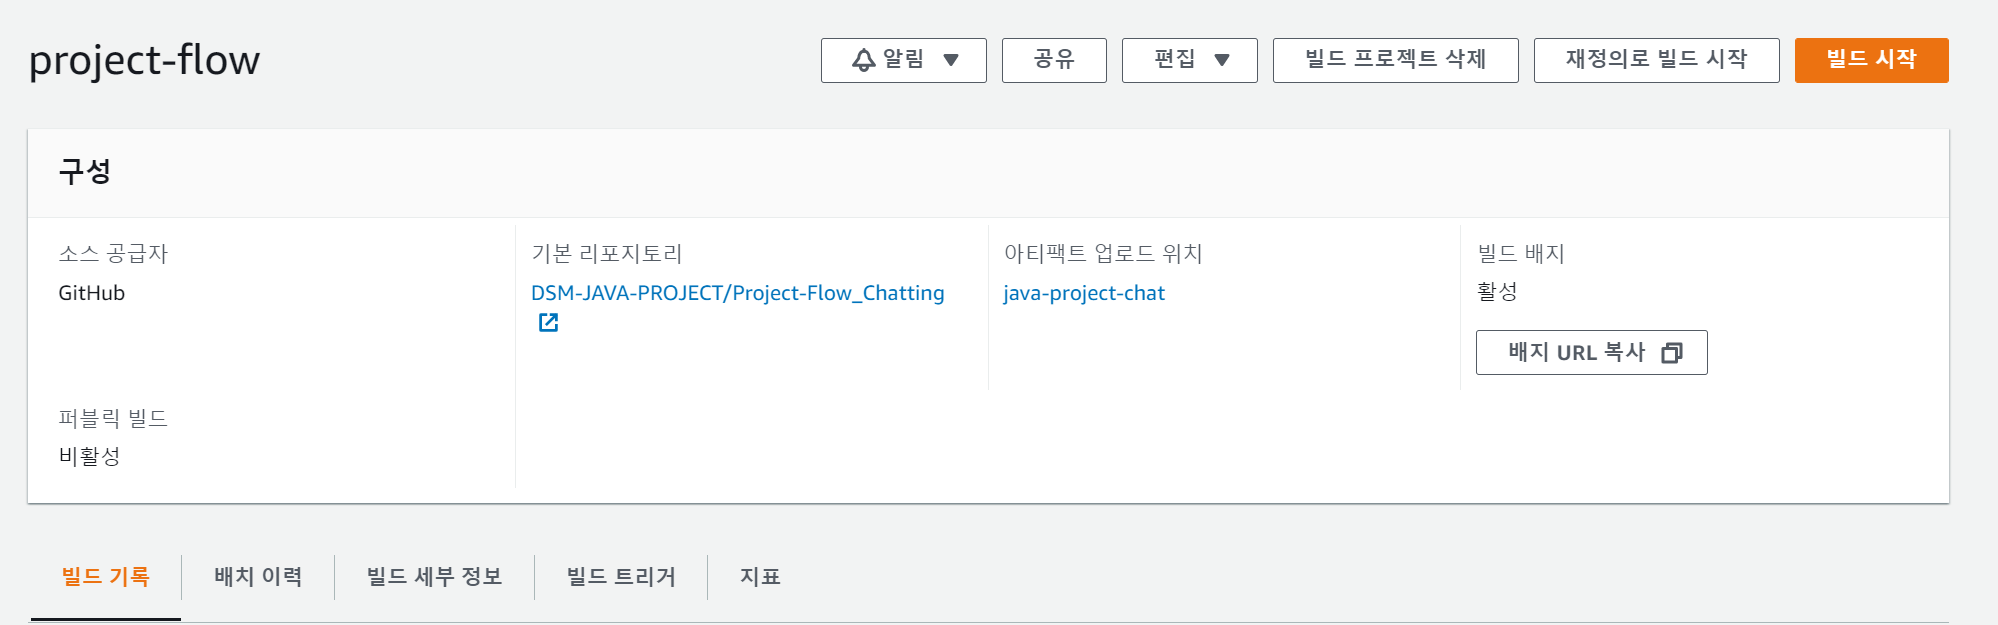 project-flow
알림
공유
편집
빌드 프로젝트 삭제
재정의로 빌드 시작
빌드 시작
구성
소스 공급자
GitHub
기본 리포지토리
DSM-JAVA-PROJECT/Project-Flow_Chatting
아티팩트 업로드 위치
java-project-chat
빌드 배지
활성
배지 URL 복사
퍼블릭 빌드
비활성
빌드 기록
배치 이력
빌드 세부 정보
빌드 트리거
지표